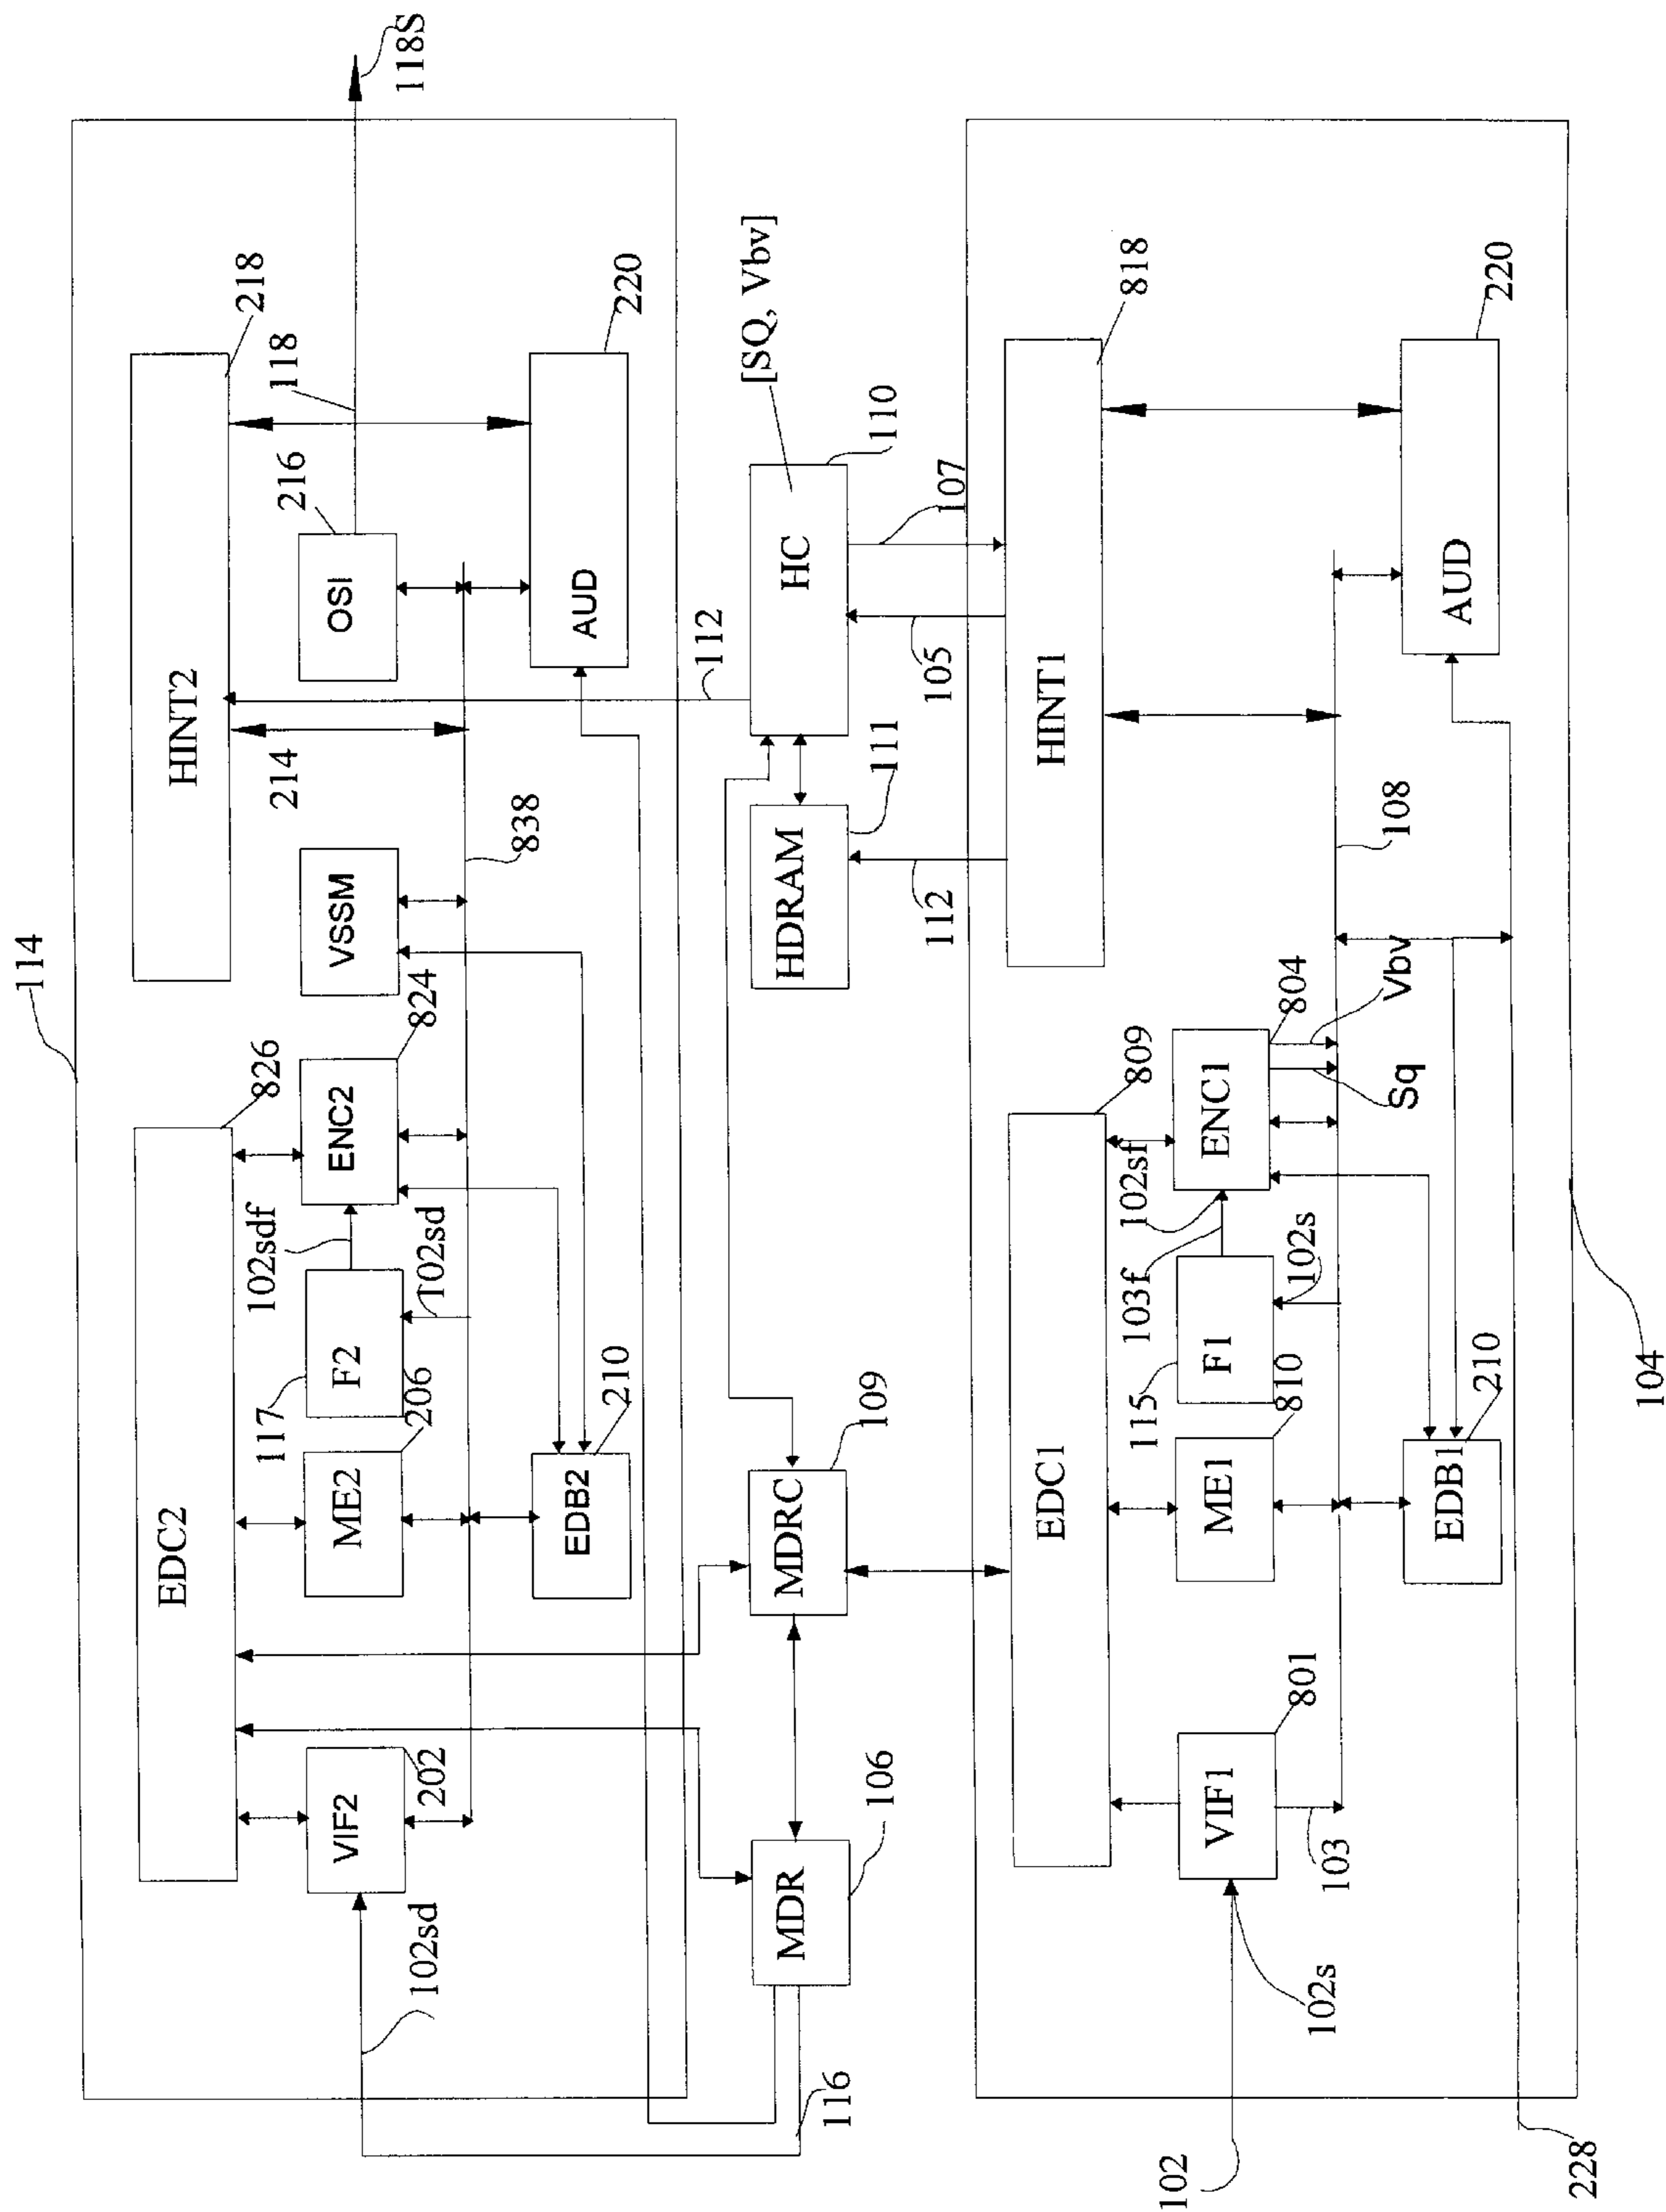 114
EDC2
826
HINT2
218
118S
118
214
VIF2
202
ME2
206
F2
117
102sdf
102sd
ENC2
824
VSSM
838
OSI
216
102sd
EDB2
210
AUD
220
112
116
MDR
106
MDRC
109
HDRAM
111
HC
110
[SQ, Vbv]
112
105
107
EDC1
809
HINT1
818
102
102s
VIF1
801
103
ME1
810
F1
115
103f
102sf
102s
ENC1
804
Sq
Vbv
108
EDB1
210
AUD
220
228
104